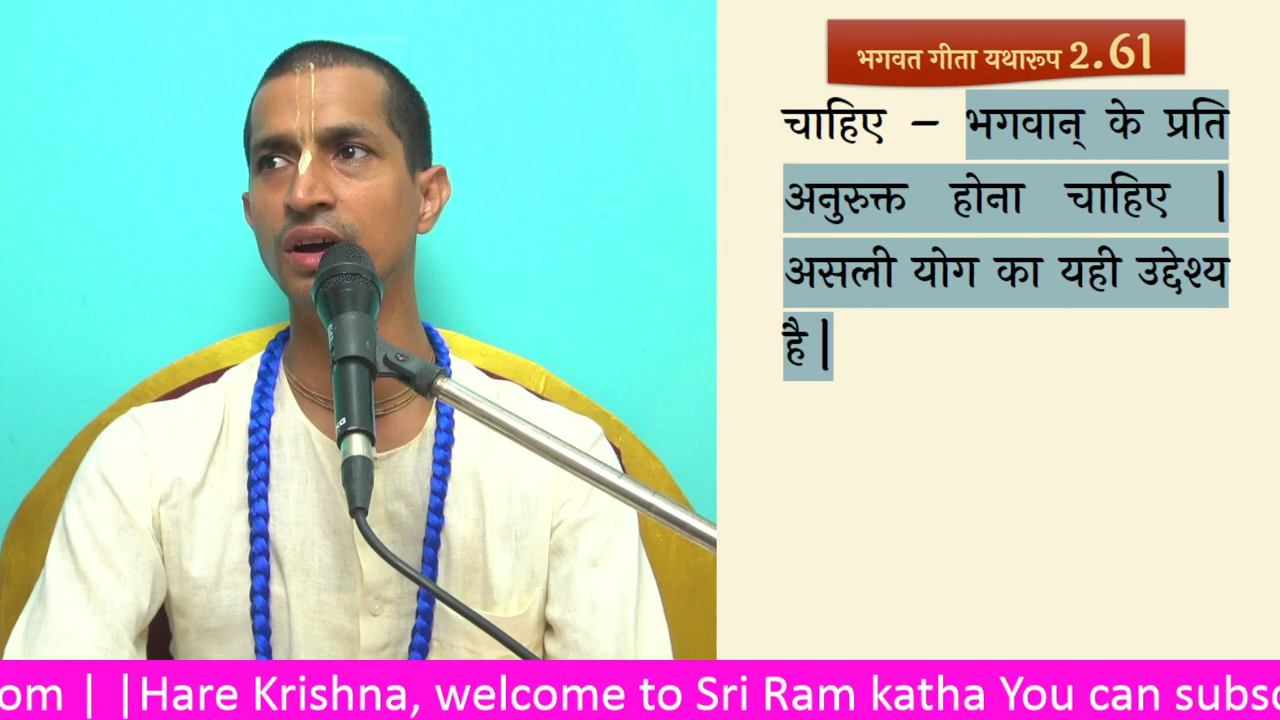 भगवत गीता यथारूप 2.61
चाहिए – भगवान् के प्रति
अनुरुक्त होना चाहिए |
असली योग का यही उद्देश्य
है |
om | |Hare Krishna, welcome to Sri Ram katha You can subsc